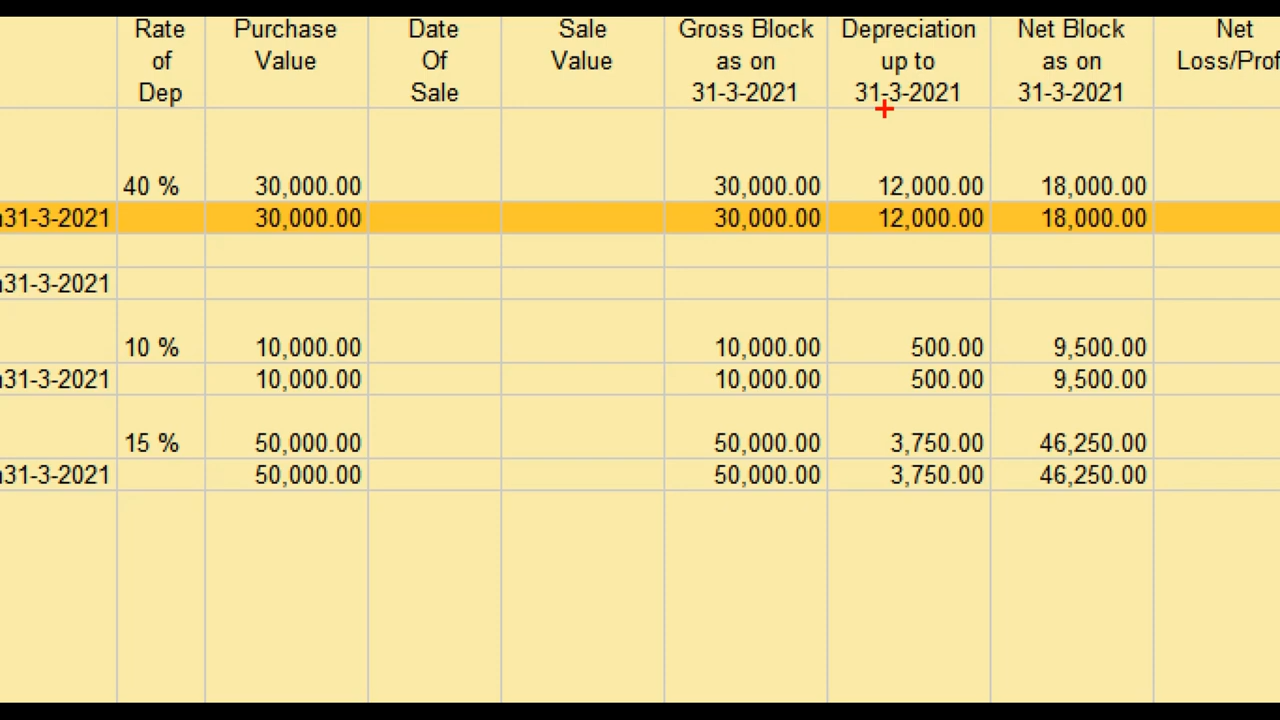 Rate Purchase Date Sale Gross Block Depreciation Net Block Net
of Value Of Value as on up to as on Loss/Prof
Dep Sale 31-3-2021 31-3-2021 31-3-2021
40 % 30,000.00 30,000.00 12,000.00 18,000.00
31-3-2021 30,000.00 30,000.00 12,000.00 18,000.00
31-3-2021
10 % 10,000.00 10,000.00 500.00 9,500.00
31-3-2021 10,000.00 10,000.00 500.00 9,500.00
15 % 50,000.00 50,000.00 3,750.00 46,250.00
31-3-2021 50,000.00 50,000.00 3,750.00 46,250.00